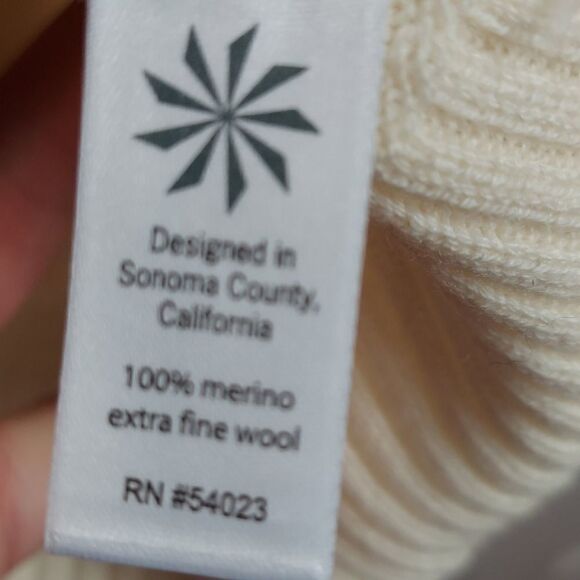 Designed in
Sonoma County,
California
100% merino
extra fine wool
RN #54023